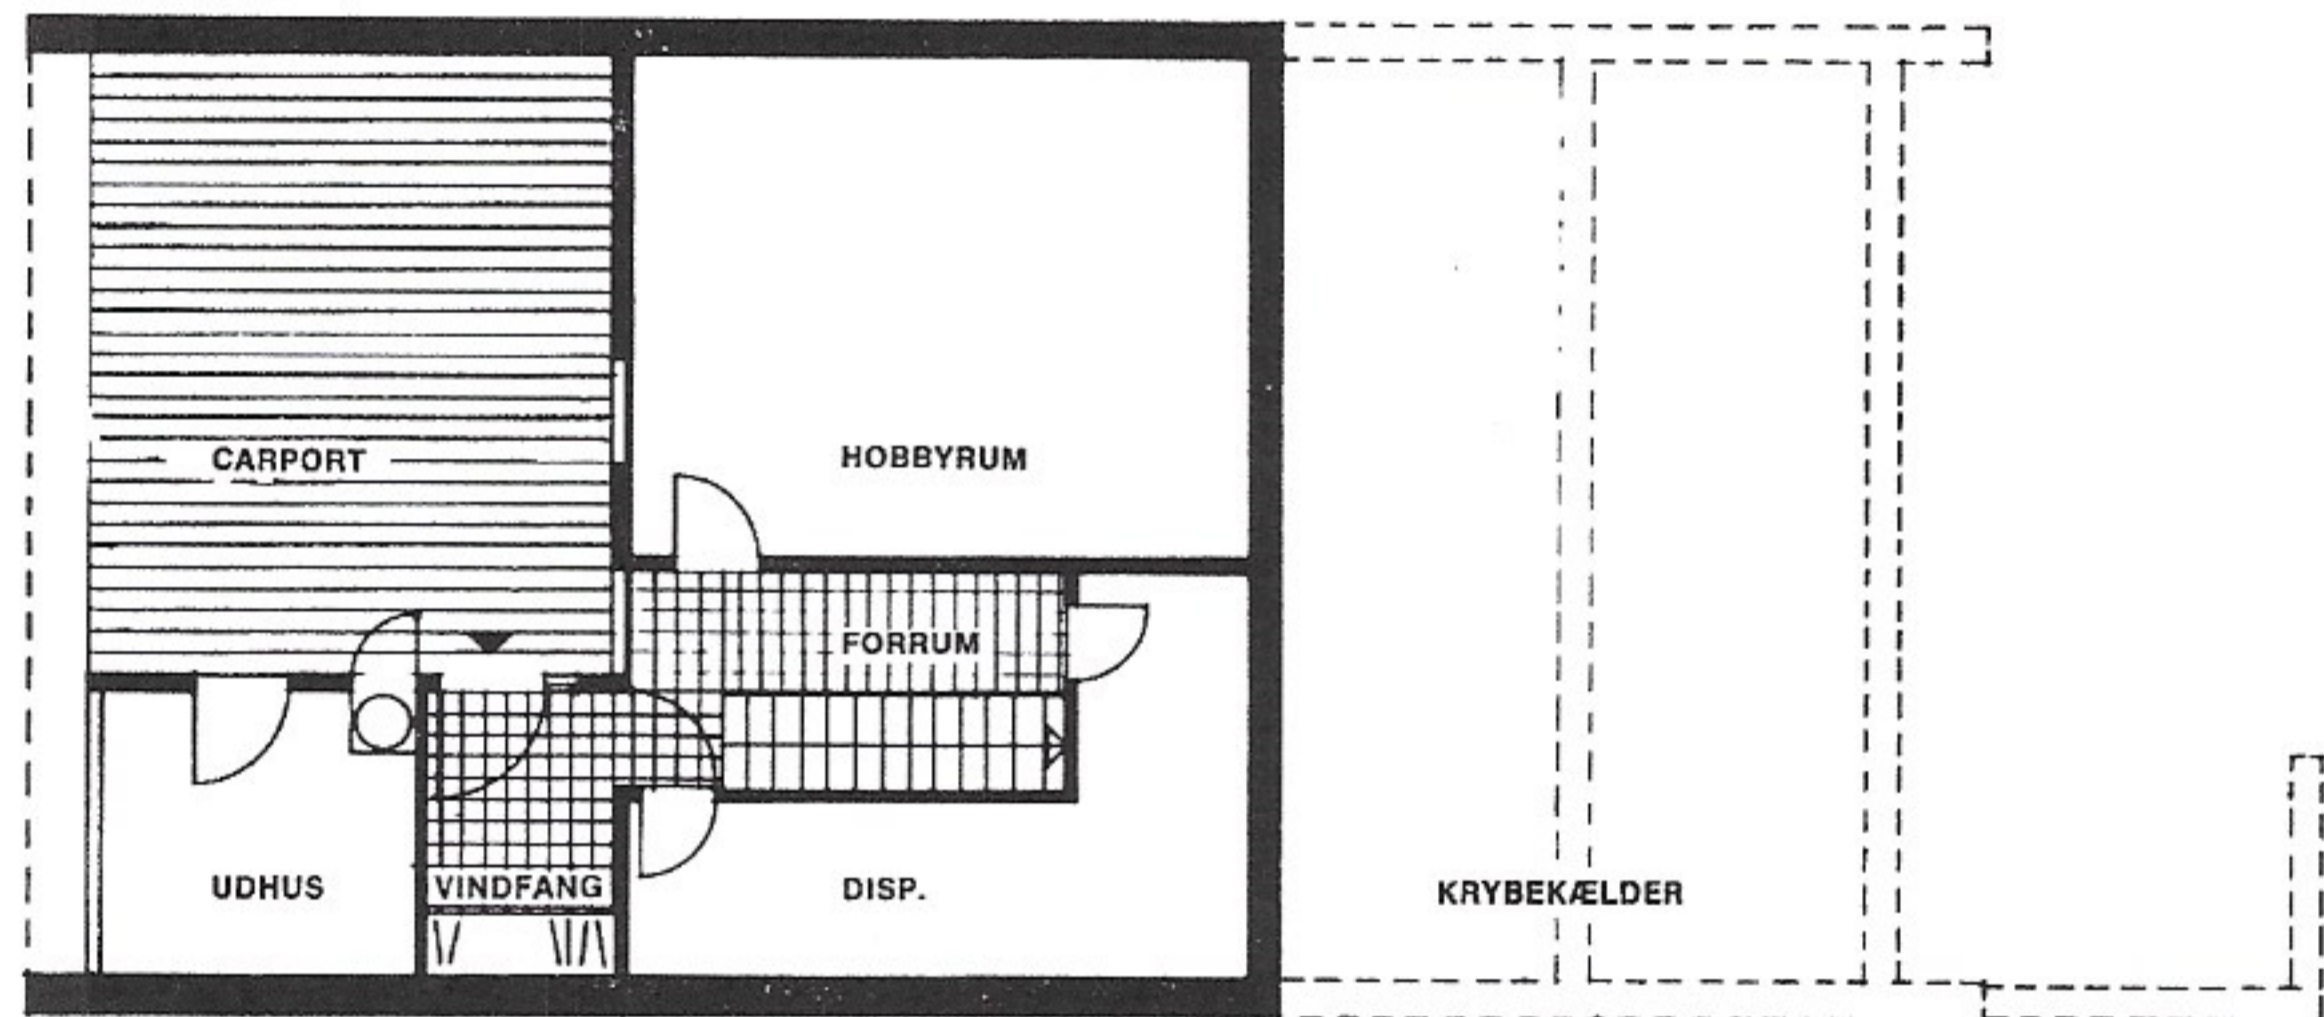 CARPORT
HOBBYRUM
FORRUM
UDHUS
VINDFANG
DISP.
KRYBEKÆLDER